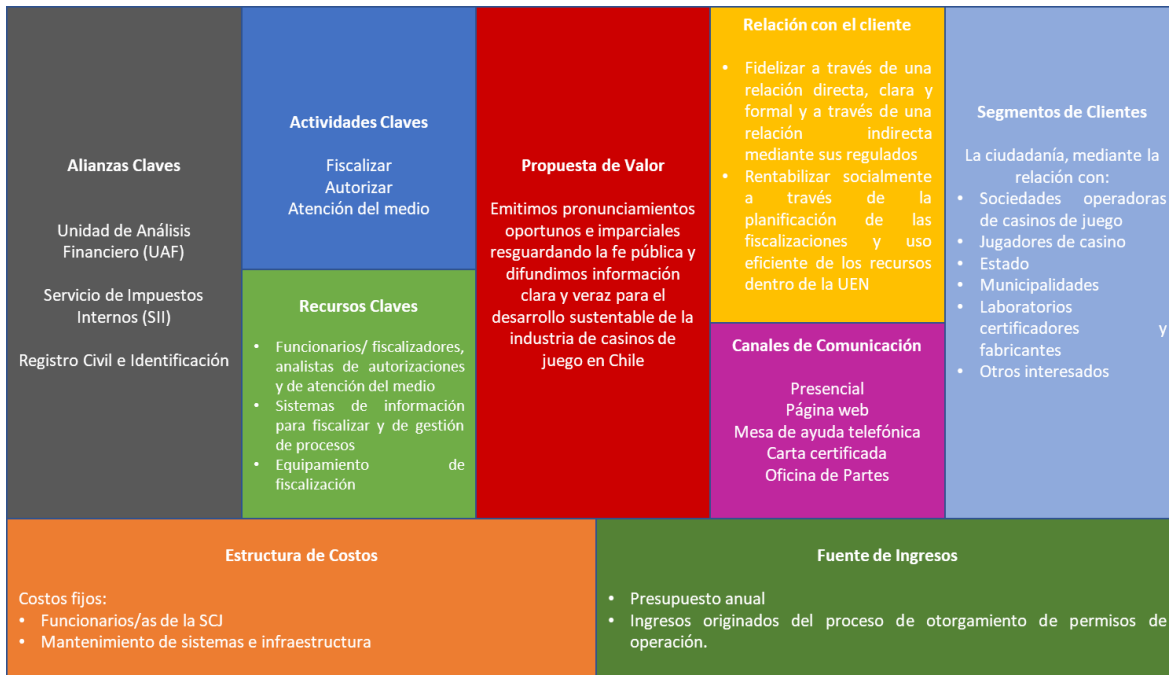 Alianzas Claves
Unidad de Análisis
Financiero (UAF)
Servicio de Impuestos
Internos (SII)
Registro Civil e Identificación
Actividades Claves
Fiscalizar
Autorizar
Atención del medio
Recursos Claves
• Funcionarios/ fiscalizadores,
analistas de autorizaciones
y de atención del medio
• Sistemas de información
para fiscalizar y de gestión
de procesos
• Equipamiento de
fiscalización
Propuesta de Valor
Emitimos pronunciamientos
oportunos e imparciales
resguardando la fe pública y
difundimos información
clara y veraz para el
desarrollo sustentable de la
industria de casinos de
juego en Chile
Relación con el cliente
• Fidelizar a través de una
relación directa, clara y
formal y a través de una
relación indirecta
mediante sus regulados
• Rentabilizar socialmente
a través de la
planificación de las
fiscalizaciones y uso
eficiente de los recursos
dentro de la UEN
Canales de Comunicación
Presencial
Página web
Mesa de ayuda telefónica
Carta certificada
Oficina de Partes
Segmentos de Clientes
La ciudadanía, mediante la
relación con:
• Sociedades operadoras
de casinos de juego
• Jugadores de casino
• Estado
• Municipalidades
• Laboratorios
certificadores y
fabricantes
• Otros interesados
Estructura de Costos
Costos fijos:
• Funcionarios/as de la SCJ
• Mantenimiento de sistemas e infraestructura
Fuente de Ingresos
• Presupuesto anual
• Ingresos originados del proceso de otorgamiento de permisos de
operación.